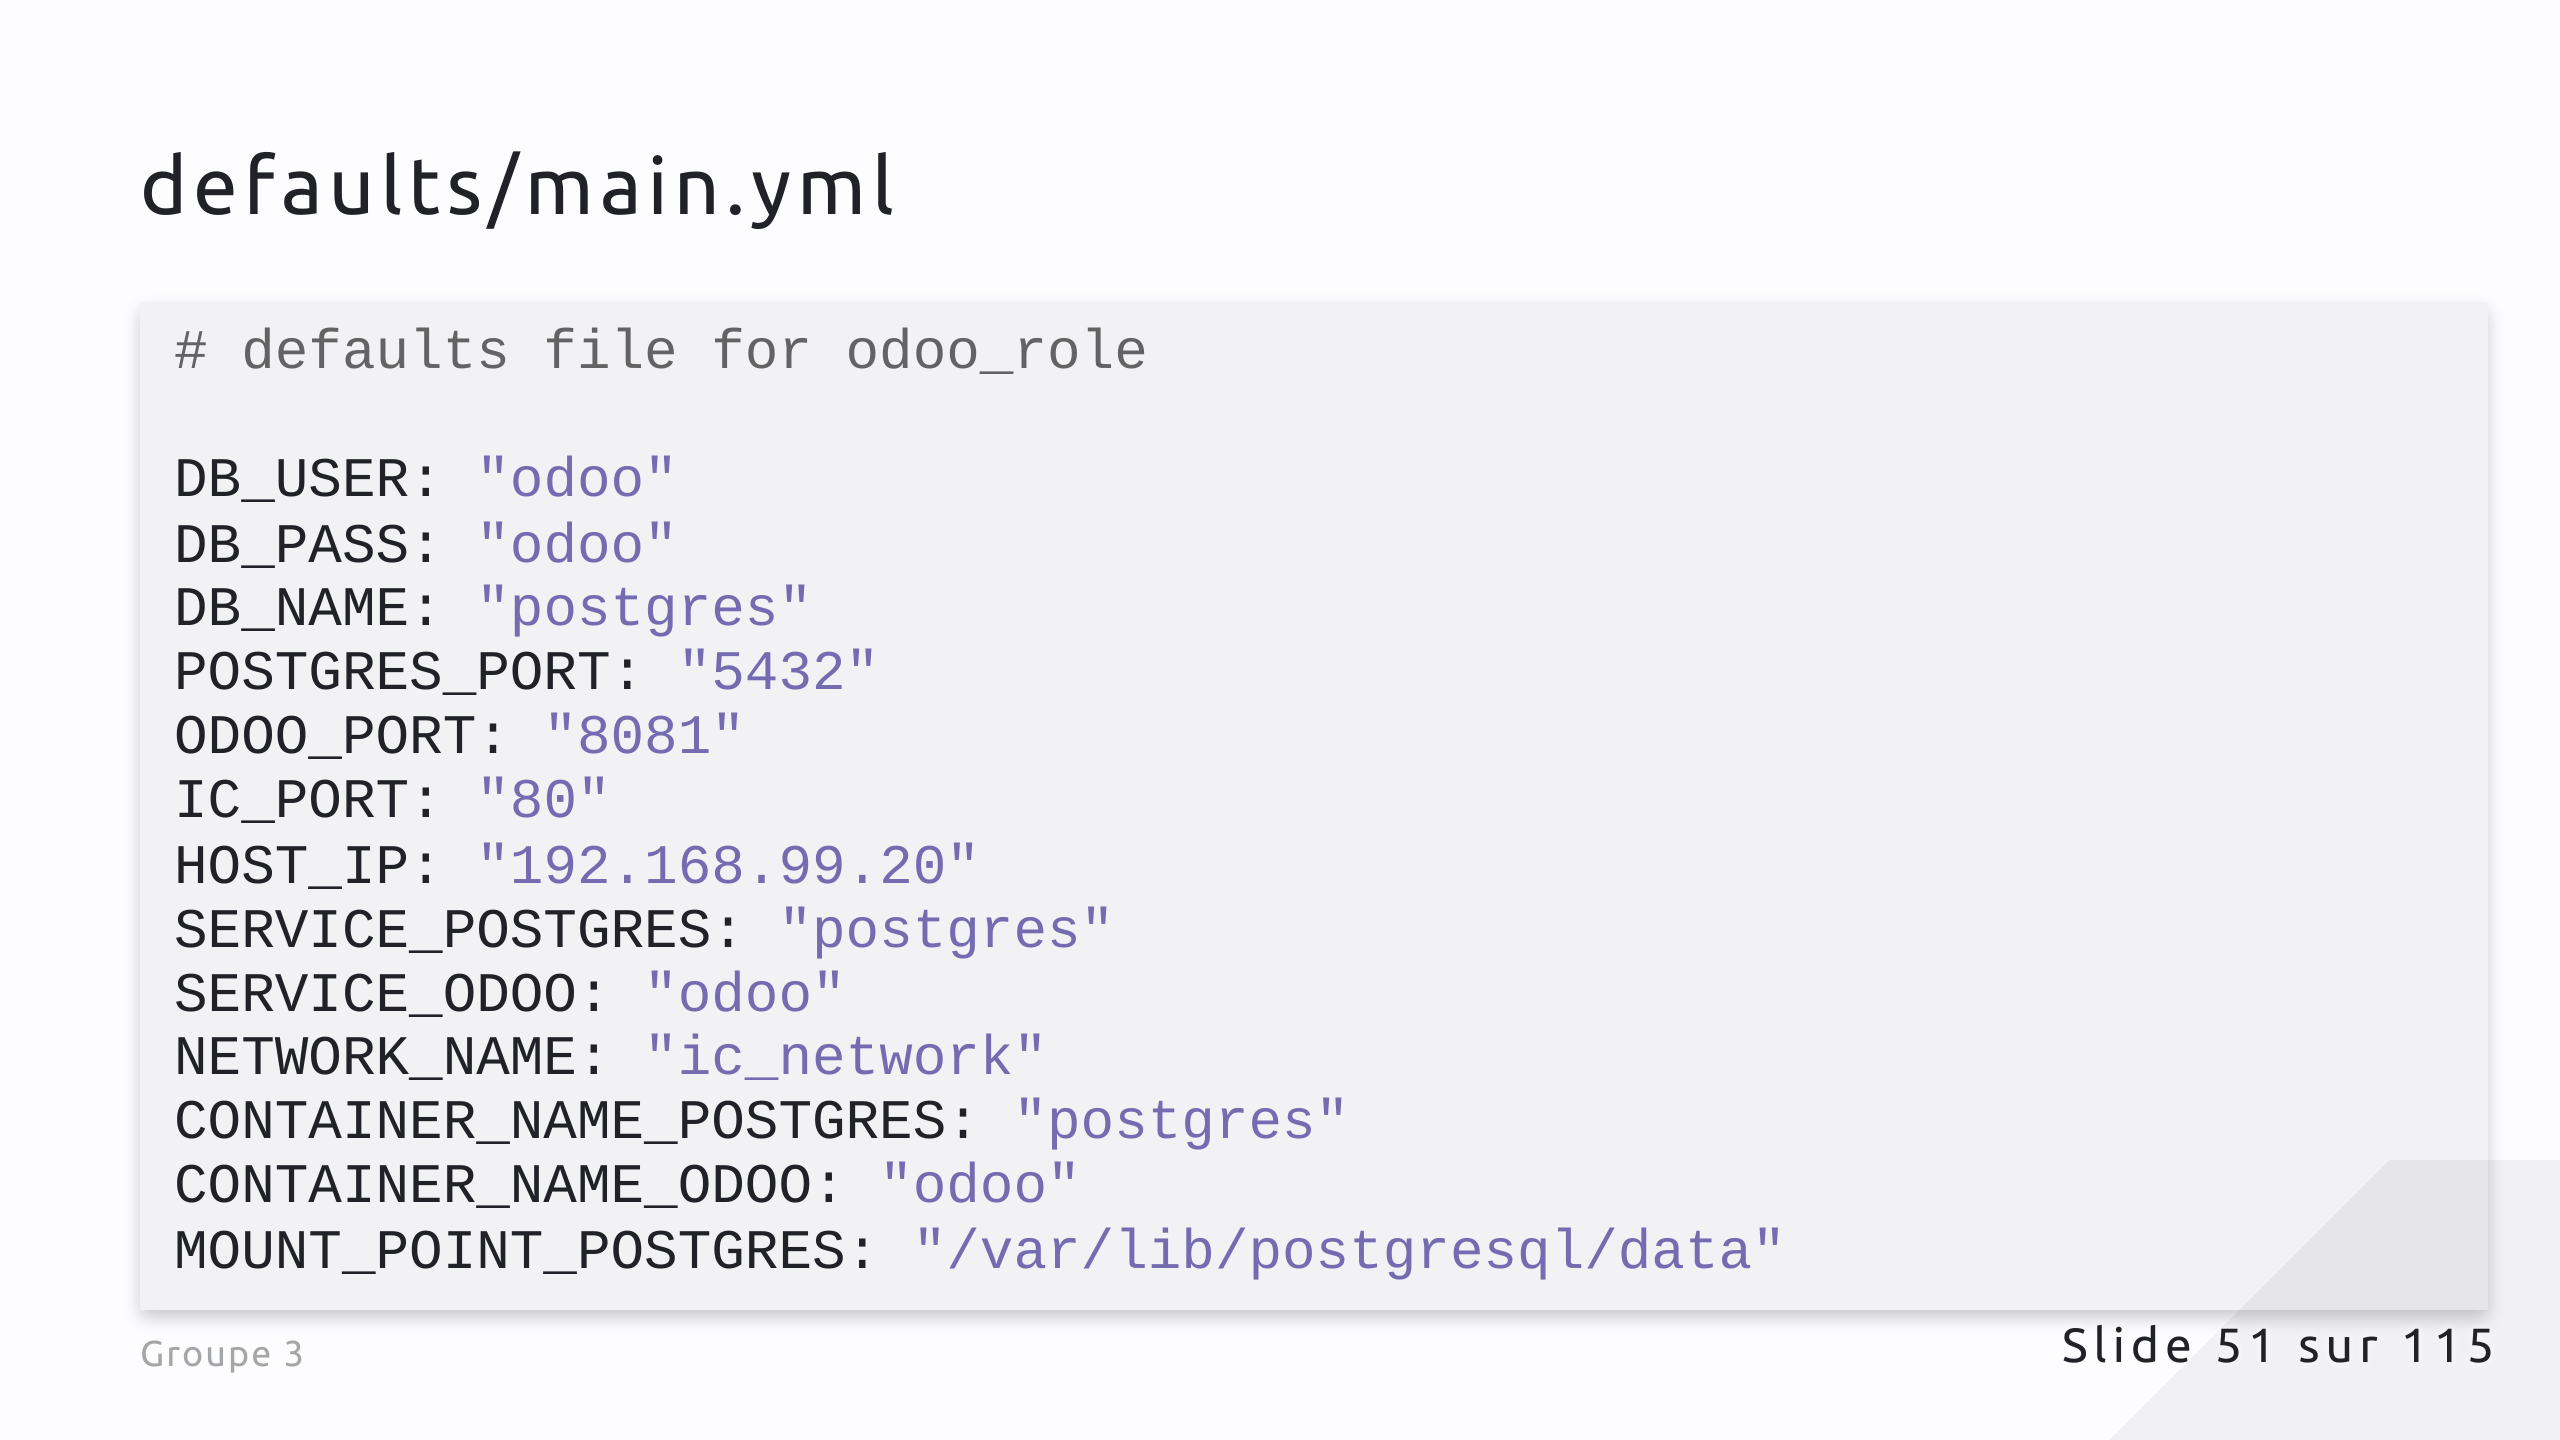 defaults/main.yml
# defaults file for odoo_role
DB_USER: "odoo"
DB_PASS: "odoo"
DB_NAME: "postgres"
POSTGRES_PORT: "5432"
ODOO_PORT: "8081"
IC_PORT: "80"
HOST_IP: "192.168.99.20"
SERVICE_POSTGRES: "postgres"
SERVICE_ODOO: "odoo"
NETWORK_NAME: "ic_network"
CONTAINER_NAME_POSTGRES: "postgres"
CONTAINER_NAME_ODOO: "odoo"
MOUNT_POINT_POSTGRES: "/var/lib/postgresql/data"
Groupe 3
Slide 51 sur 115